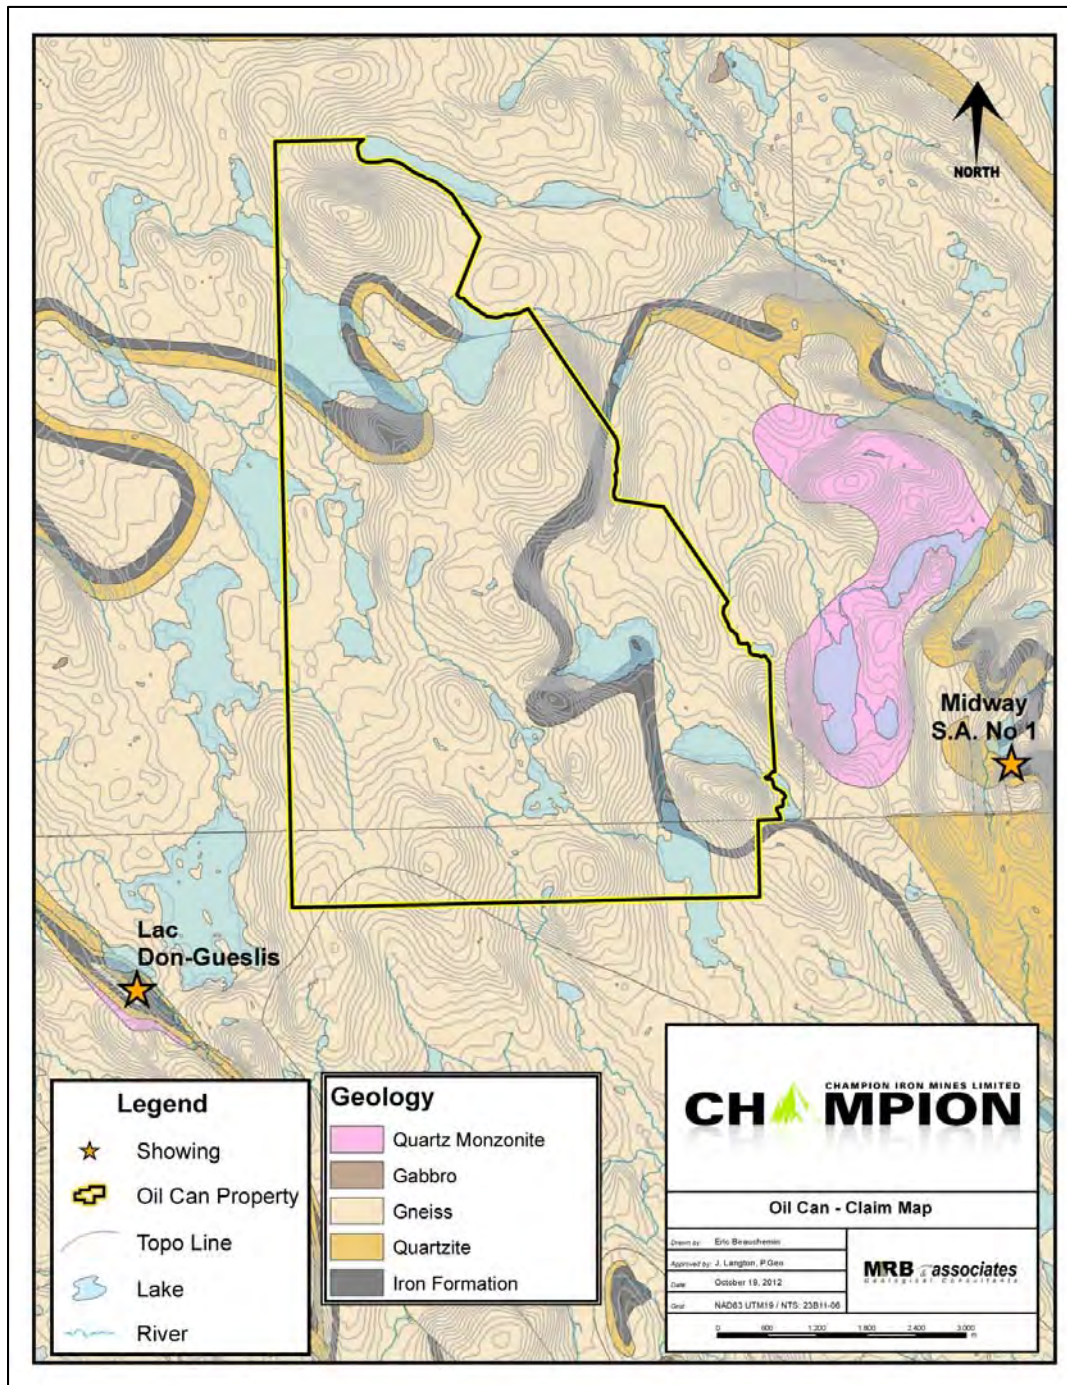 NORTH
Midway
S.A. No 1
Lac
Don-Gueslis
Legend
Showing
Oil Can Property
Topo Line
Lake
River
Geology
Quartz Monzonite
Gabbro
Gneiss
Quartzite
Iron Formation
CHAMPION IRON MINES LIMITED
CHAMPION
Oil Can - Claim Map
Drawn by: Eric Beauchemin
Approved by: J. Langton, P.Geo
Date: October 19, 2012
Grid: NAD83 UTM19 / NTS: 23B11-06
MRB & associates
Geological Consultants
0 600 1,200 1,800 2,400 3,000
m